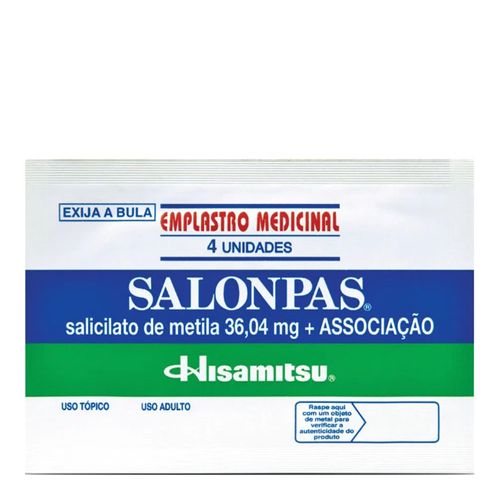 EXIJA A BULA
EMPLASTRO MEDICINAL
4 UNIDADES
SALONPAS®
salicilato de metila 36,04 mg + ASSOCIAÇÃO
Hisamitsu®
USO TÓPICO USO ADULTO
Raspe aqui
com um objeto
de metal para
verificar a
autenticidade do
produto